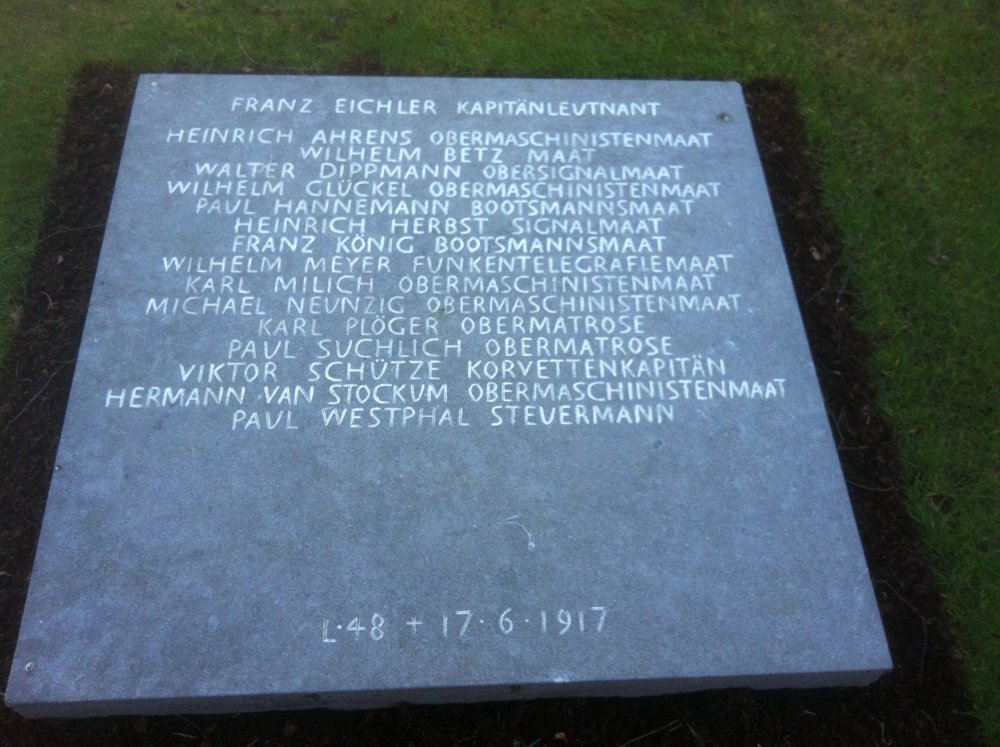 FRANZ EICHLER KAPITÄNLEUTNANT
HEINRICH AHRENS OBERMASCHINISTENMAAT
WILHELM BETZ MAAT
WALTER DIPPMANN OBERSIGNALMAAT
WILHELM GLÜCKEL OBERMASCHINISTENMAAT
PAUL HANNEMANN BOOTSMANNSMAAT
HEINRICH HERBST SIGNALMAAT
FRANZ KÖNIG BOOTSMANNSMAAT
WILHELM MEYER FUNKENTELEGRAFIEMAAT
KARL MILICH OBERMASCHINISTENMAAT
MICHAEL NEUNZIG OBERMASCHINISTENMAAT
KARL PLÖGER OBERMATROSE
PAUL SUCHLICH OBERMATROSE
VIKTOR SCHÜTZE KORVETTENKAPITÄN
HERMANN VAN STOCKUM OBERMASCHINISTENMAAT
PAUL WESTPHAL STEUERMANN
L·48 + 17·6·1917